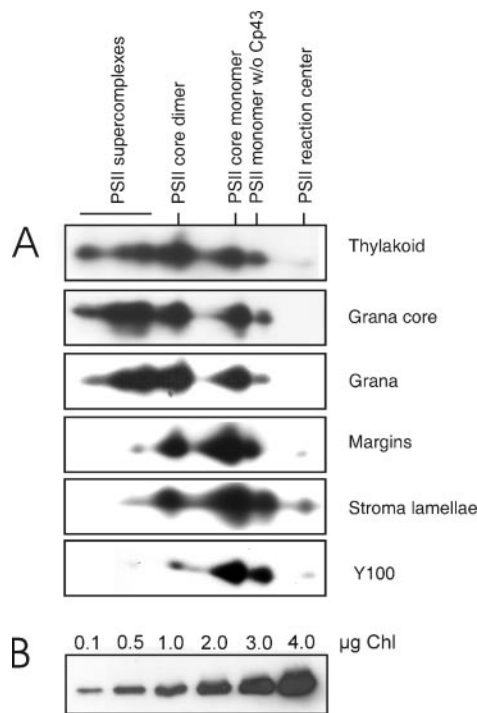 PSII supercomplexes
PSII core dimer
PSII core monomer
PSII monomer w/o Cp43
PSII reaction center
A
Thylakoid
Grana core
Grana
Margins
Stroma lamellae
Y100
B
0.1 0.5 1.0 2.0 3.0 4.0 µg Chl